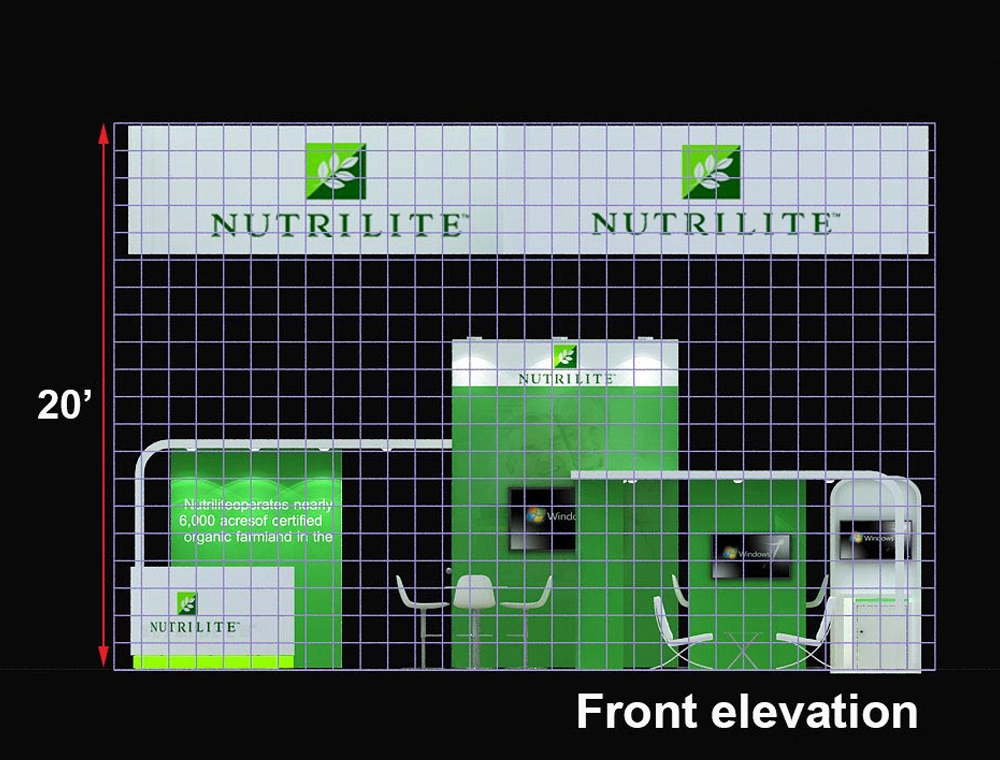 NUTRILITE™ NUTRILITE™
NUTRILITE™
20’
Nutriliteoperates nearly
6,000 acresof certified
organic farmland in the
Windo
Windows 7
Windows
NUTRILITE™
Front elevation